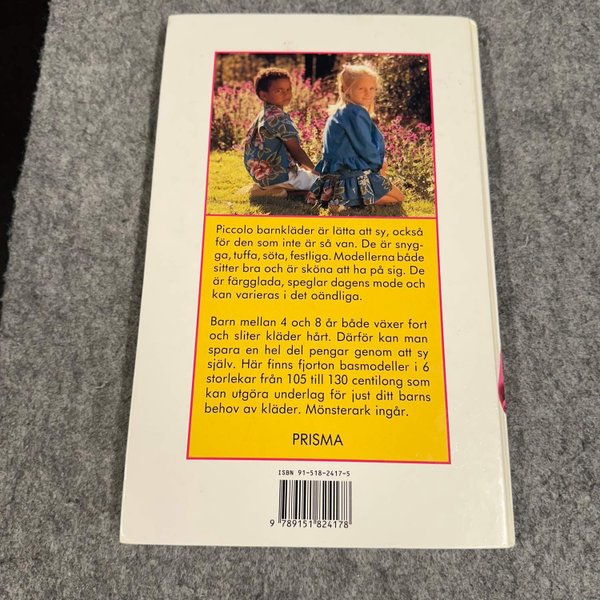 Piccolo barnkläder är lätta att sy, också
för den som inte är så van. De är snyg-
ga, tuffa, söta, festliga. Modellerna både
sitter bra och är sköna att ha på sig. De
är färgglada, speglar dagens mode och
kan varieras i det oändliga.
Barn mellan 4 och 8 år både växer fort
och sliter kläder hårt. Därför kan man
spara en hel del pengar genom att sy
själv. Här finns fjorton basmodeller i 6
storlekar från 105 till 130 centilong som
kan utgöra underlag för just ditt barns
behov av kläder. Mönsterark ingår.
PRISMA
ISBN 91-518-2417-5
9 789151 824178